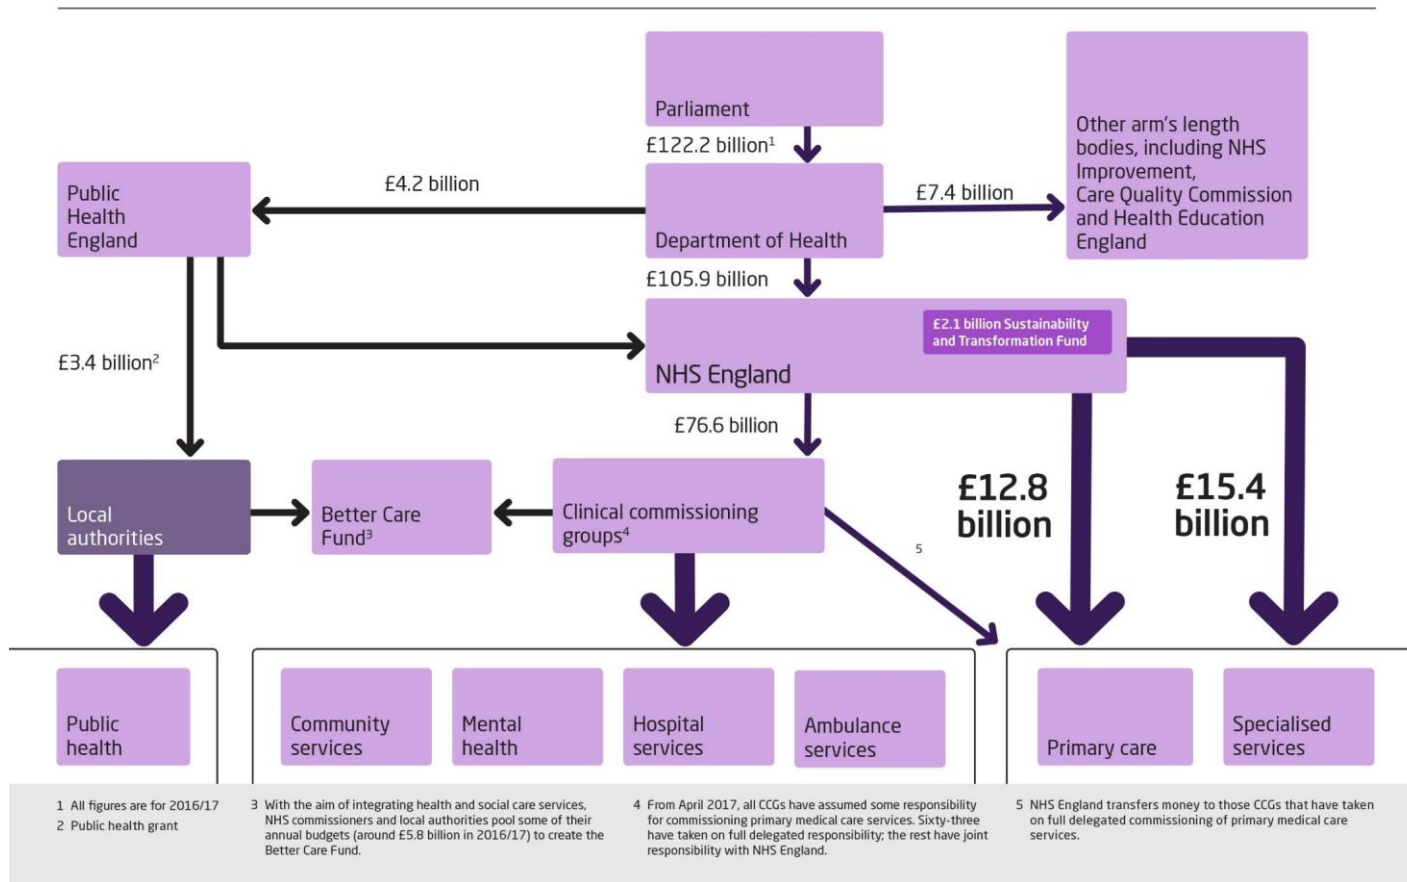 Parliament
£122.2 billion¹
Other arm's length
bodies, including NHS
Improvement,
Care Quality Commission
and Health Education
England
Public
Health
England
£4.2 billion
Department of Health
£7.4 billion
£105.9 billion
£2.1 billion Sustainability
and Transformation Fund
NHS England
£3.4 billion²
£76.6 billion
£12.8
billion
£15.4
billion
Local
authorities
Better Care
Fund³
Clinical commissioning
groups⁴
5
Public
health
Community
services
Mental
health
Hospital
services
Ambulance
services
Primary care
Specialised
services
1 All figures are for 2016/17
2 Public health grant
3 With the aim of integrating health and social care services,
NHS commissioners and local authorities pool some of their
annual budgets (around £5.8 billion in 2016/17) to create the
Better Care Fund.
4 From April 2017, all CCGs have assumed some responsibility
for commissioning primary medical care services. Sixty-three
have taken on full delegated responsibility; the rest have joint
responsibility with NHS England.
5 NHS England transfers money to those CCGs that have taken
on full delegated commissioning of primary medical care
services.